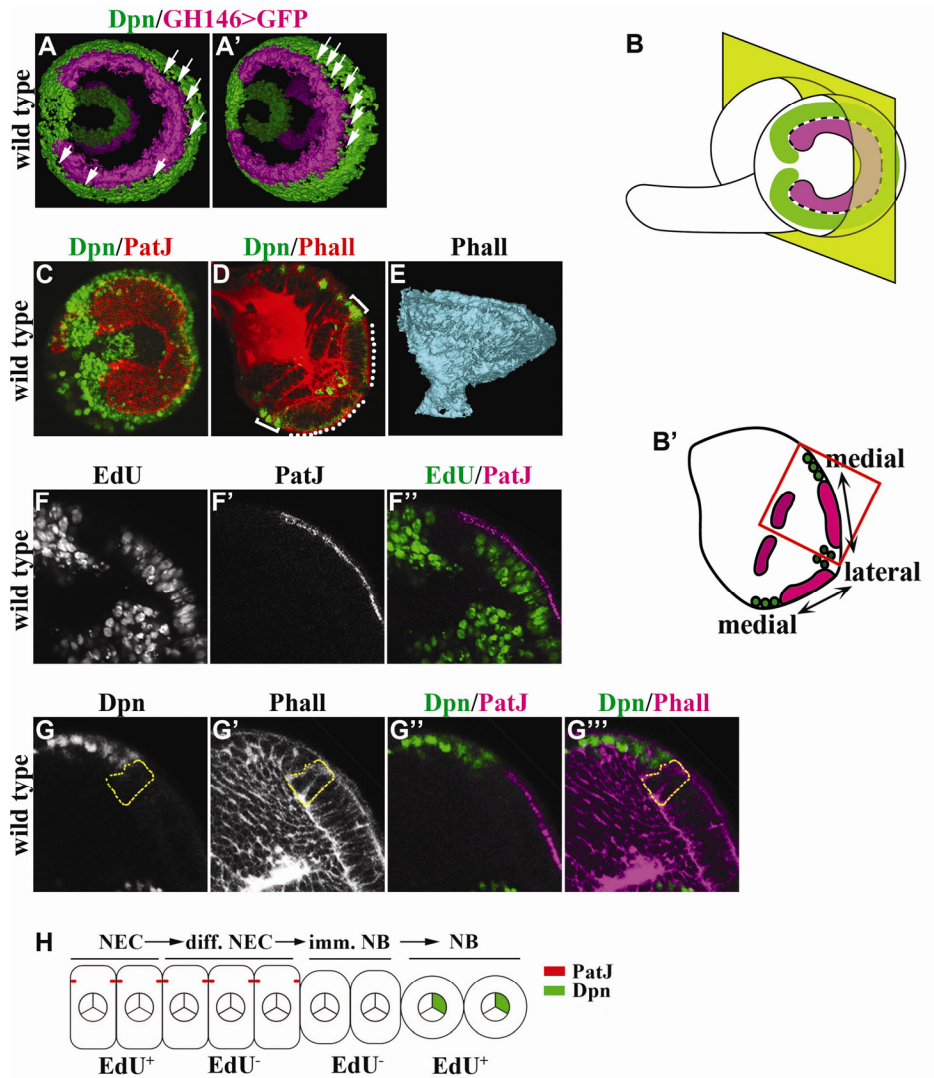 Dpn/GH146>GFP
wild type
A
A'
B
Dpn/PatJ
Dpn/Phall
Phall
wild type
C
D
E
B'
medial
lateral
medial
EdU
PatJ
EdU/PatJ
wild type
F
F'
F''
Dpn
Phall
Dpn/PatJ
Dpn/Phall
wild type
G
G'
G''
G'''
H
NEC → diff. NEC → imm. NB → NB
PatJ
Dpn
EdU⁺ EdU⁻ EdU⁻ EdU⁺